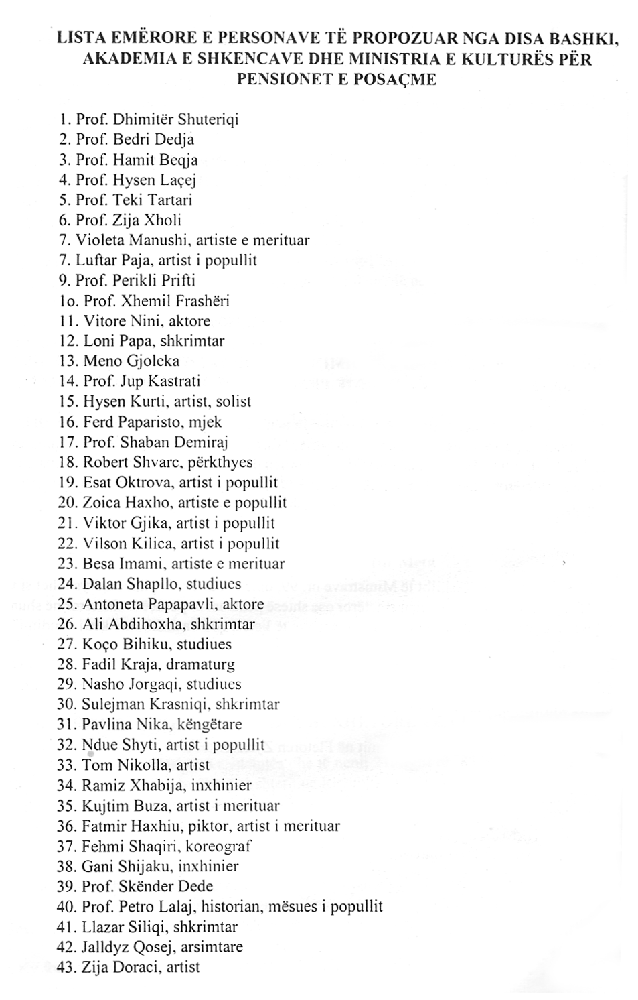 LISTA EMËRORE E PERSONAVE TË PROPOZUAR NGA DISA BASHKI,
AKADEMIA E SHKENCAVE DHE MINISTRIA E KULTURËS PËR
PENSIONET E POSAÇME
1. Prof. Dhimitër Shuteriqi
2. Prof. Bedri Dedja
3. Prof. Hamit Beqja
4. Prof. Hysen Laçej
5. Prof. Teki Tartari
6. Prof. Zija Xholi
7. Violeta Manushi, artiste e merituar
7. Luftar Paja, artist i popullit
9. Prof. Perikli Prifti
1o. Prof. Xhemil Frashëri
11. Vitore Nini, aktore
12. Loni Papa, shkrimtar
13. Meno Gjoleka
14. Prof. Jup Kastrati
15. Hysen Kurti, artist, solist
16. Ferd Paparisto, mjek
17. Prof. Shaban Demiraj
18. Robert Shvarc, përkthyes
19. Esat Oktrova, artist i popullit
20. Zoica Haxho, artiste e popullit
21. Viktor Gjika, artist i popullit
22. Vilson Kilica, artist i popullit
23. Besa Imami, artiste e merituar
24. Dalan Shapllo, studiues
25. Antoneta Papapavli, aktore
26. Ali Abdihoxha, shkrimtar
27. Koço Bihiku, studiues
28. Fadil Kraja, dramaturg
29. Nasho Jorgaqi, studiues
30. Sulejman Krasniqi, shkrimtar
31. Pavlina Nika, këngëtare
32. Ndue Shyti, artist i popullit
33. Tom Nikolla, artist
34. Ramiz Xhabija, inxhinier
35. Kujtim Buza, artist i merituar
36. Fatmir Haxhiu, piktor, artist i merituar
37. Fehmi Shaqiri, koreograf
38. Gani Shijaku, inxhinier
39. Prof. Skënder Dede
40. Prof. Petro Lalaj, historian, mësues i popullit
41. Llazar Siliqi, shkrimtar
42. Jalldyz Qosej, arsimtare
43. Zija Doraci, artist